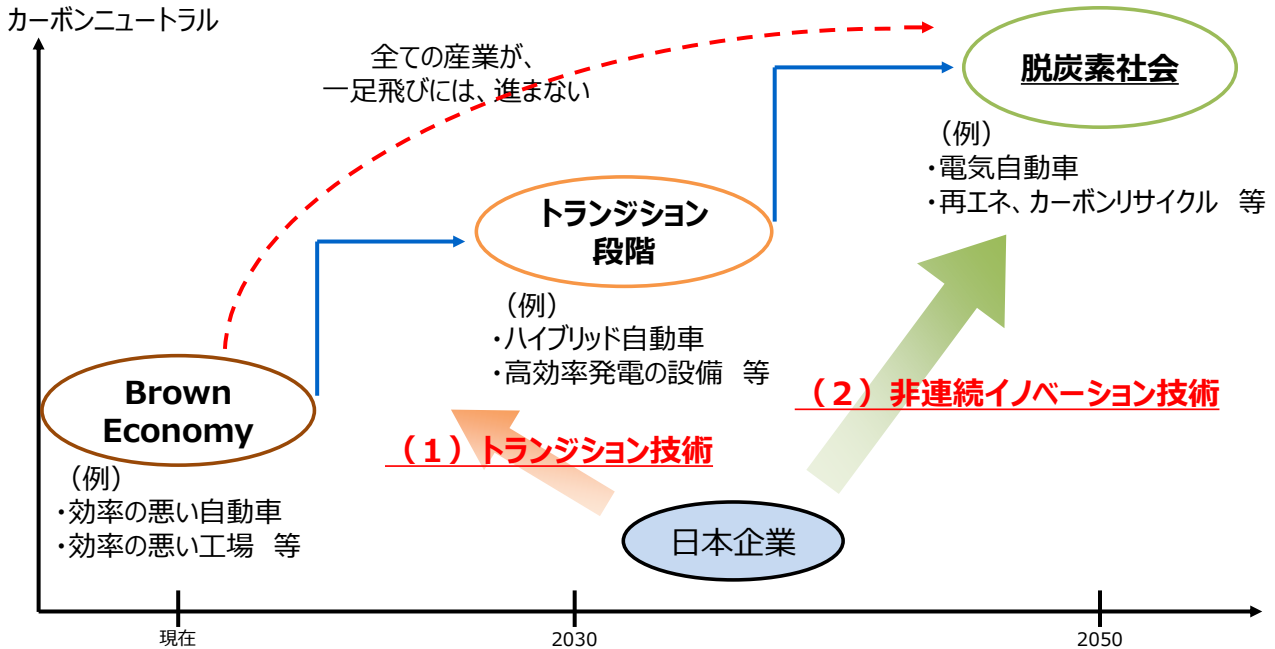 カーボンニュートラル
全ての産業が、
一足飛びには、進まない
脱炭素社会
（例）
・電気自動車
・再エネ、カーボンリサイクル　等
トランジション
段階
（例）
・ハイブリッド自動車
・高効率発電の設備　等
Brown
Economy
（例）
・効率の悪い自動車
・効率の悪い工場　等
（１）トランジション技術
（２）非連続イノベーション技術
日本企業
現在
2030
2050